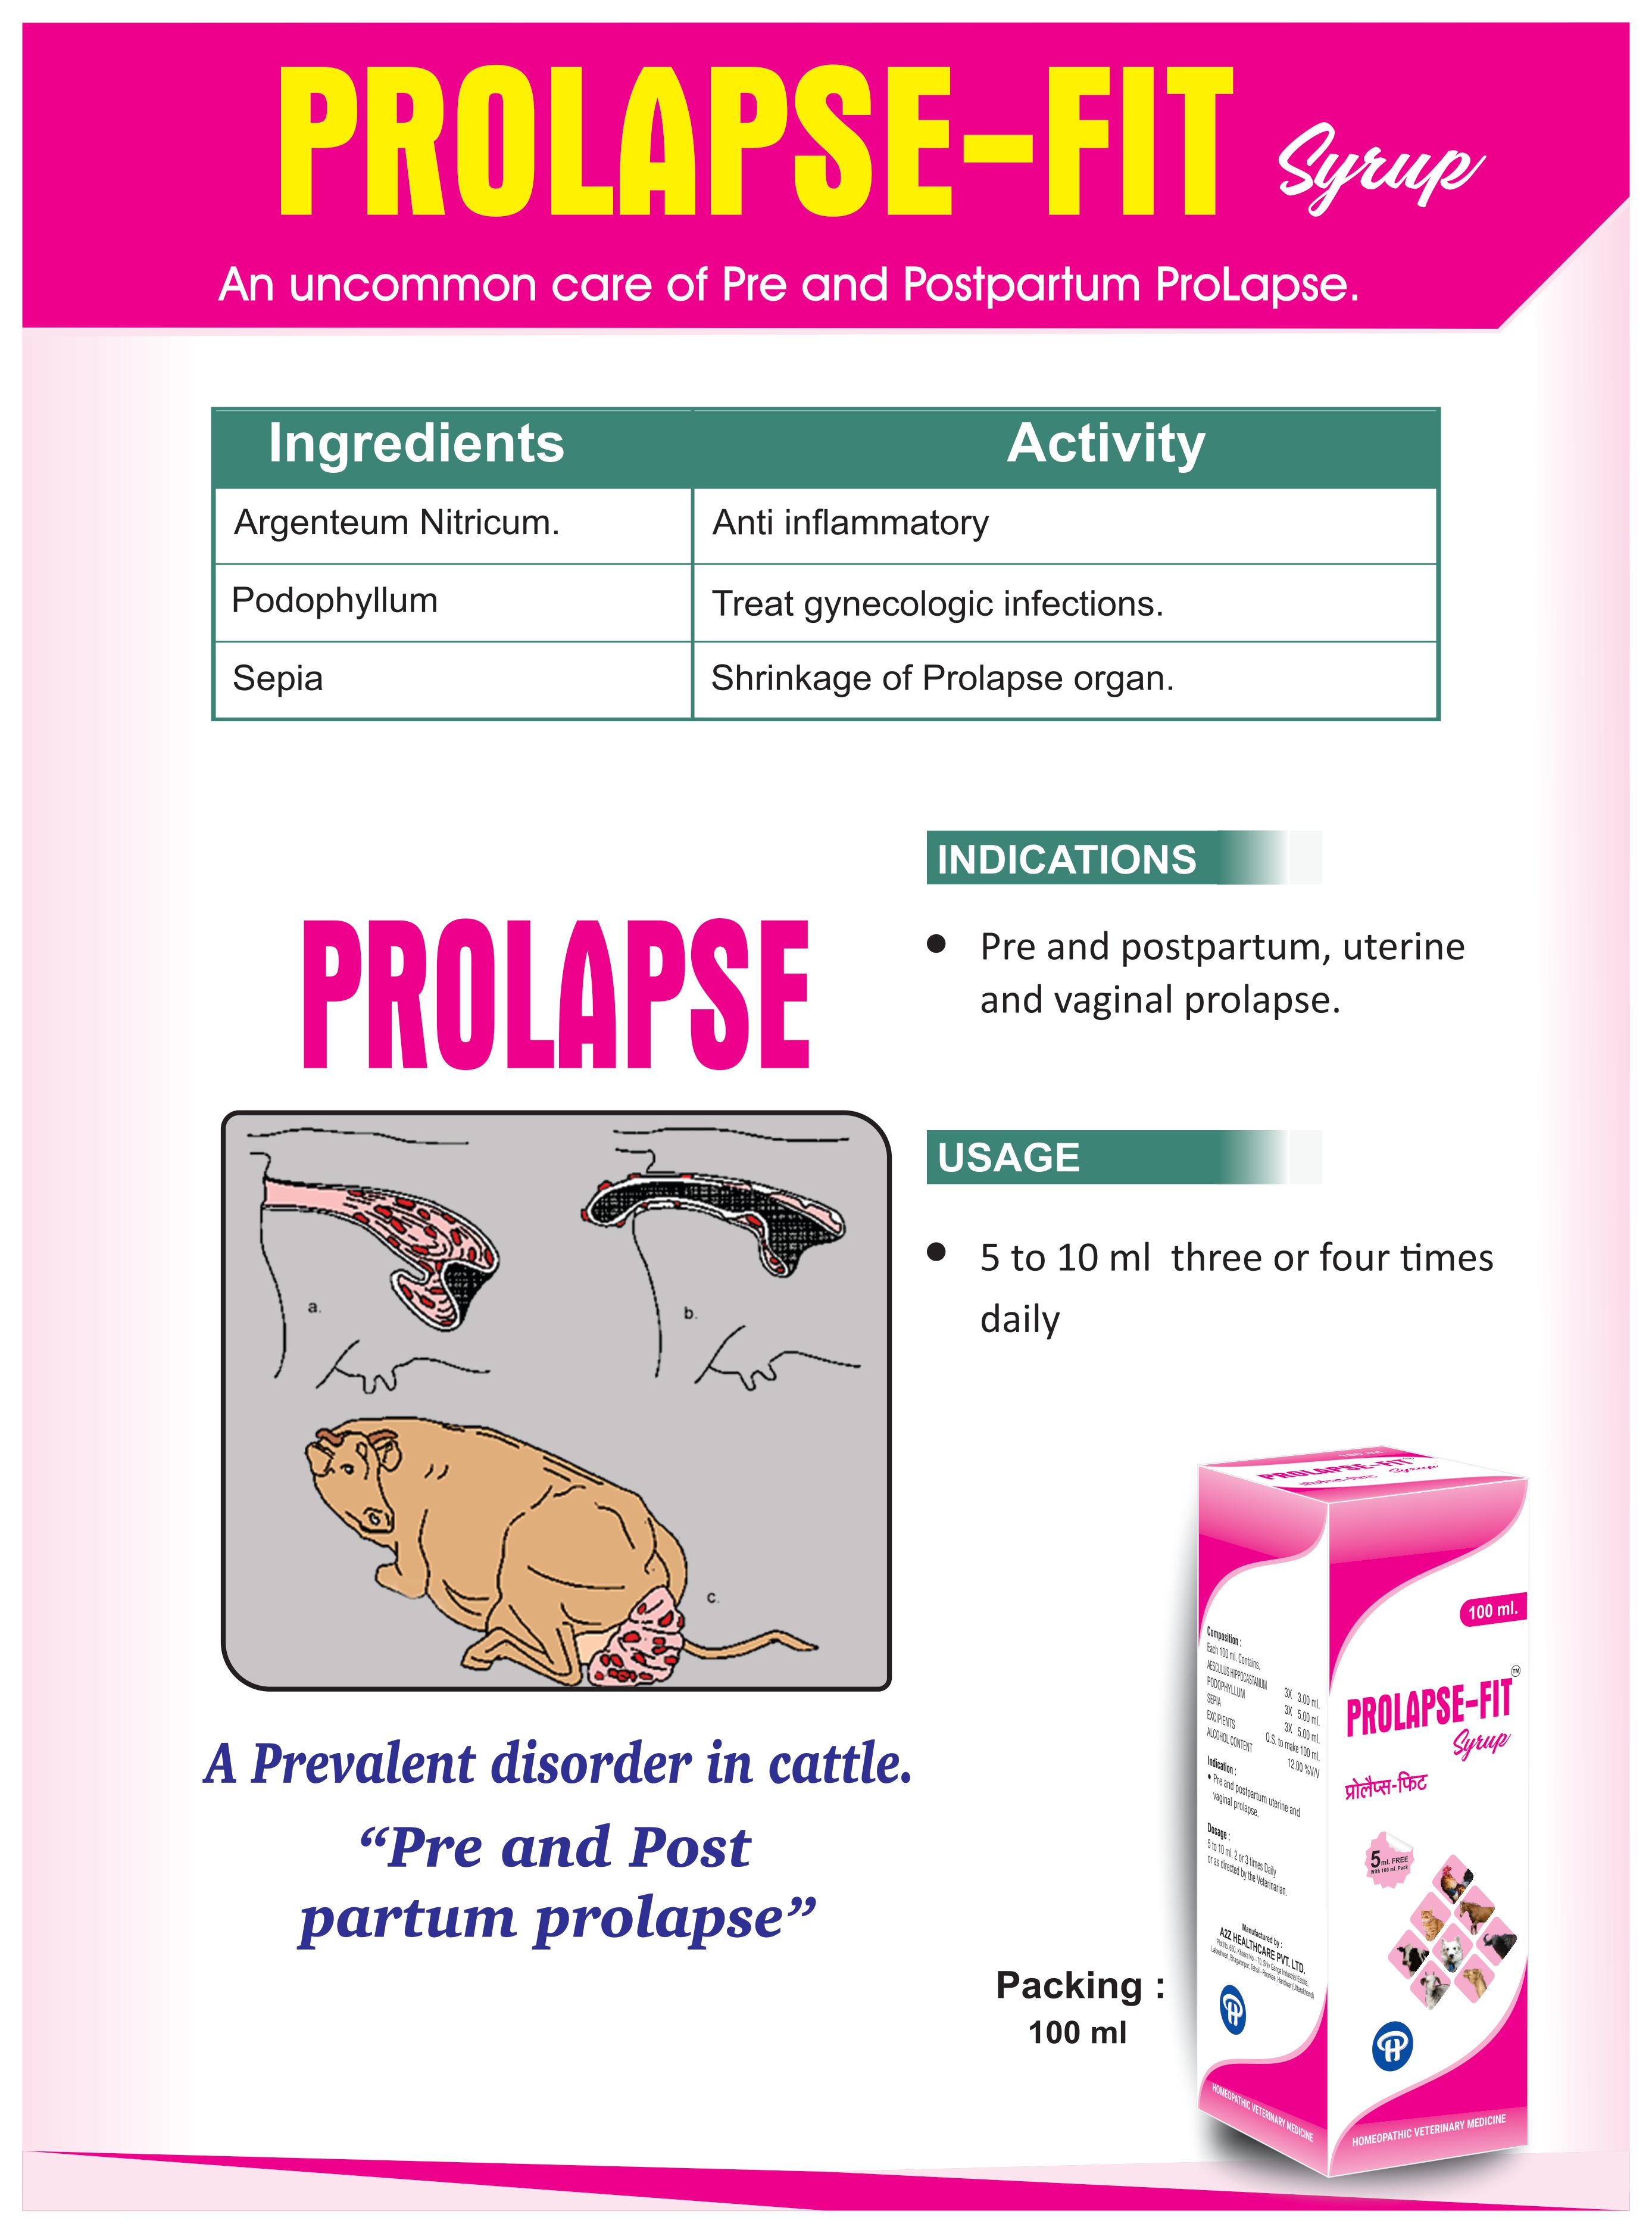 PROLAPSE-FIT Syrup
An uncommon care of Pre and Postpartum ProLapse.
Ingredients Activity
Argenteum Nitricum. Anti inflammatory
Podophyllum Treat gynecologic infections.
Sepia Shrinkage of Prolapse organ.
INDICATIONS
• Pre and postpartum, uterine
and vaginal prolapse.
USAGE
• 5 to 10 ml three or four times
daily
PROLAPSE
a.
b.
c.
A Prevalent disorder in cattle.
“Pre and Post
partum prolapse”
Packing :
100 ml
PROLAPSE-FIT
Syrup
Composition :
Each 100 ml. Contains.
AESCULUS HIPPOCASTANUM 3X 3.00 ml.
PODOPHYLLUM 3X 5.00 ml.
SEPIA 3X 5.00 ml.
EXCIPIENTS Q.S. to make 100 ml.
ALCOHOL CONTENT 12.00 %V/V
Indication :
• Pre and postpartum uterine and
vaginal prolapse.
Dosage :
5 to 10 ml. 2 or 3 times Daily
or as directed by the Veterinarian.
Manufactured by :
A2Z HEALTHCARE PVT. LTD.
HOMEOPATHIC VETERINARY MEDICINE
100 ml.
PROLAPSE-FIT TM
Syrup
प्रोलैप्स-फिट
5 ml. FREE
With 100 ml. Pack
HOMEOPATHIC VETERINARY MEDICINE